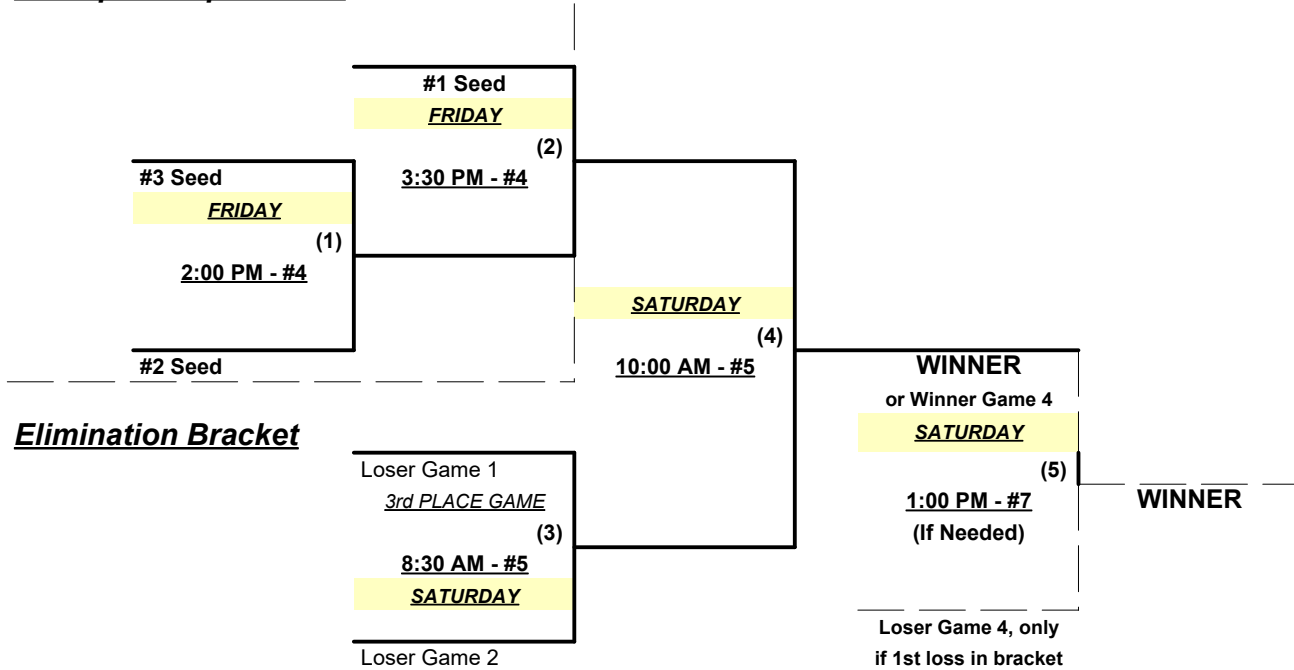 #1 Seed
FRIDAY
(2)
3:30 PM - #4
#3 Seed
FRIDAY
(1)
2:00 PM - #4
#2 Seed
SATURDAY
(4)
10:00 AM - #5
WINNER
or Winner Game 4
SATURDAY
(5)
1:00 PM - #7
(If Needed)
WINNER
Loser Game 4, only
if 1st loss in bracket
Elimination Bracket
Loser Game 1
3rd PLACE GAME
(3)
8:30 AM - #5
SATURDAY
Loser Game 2